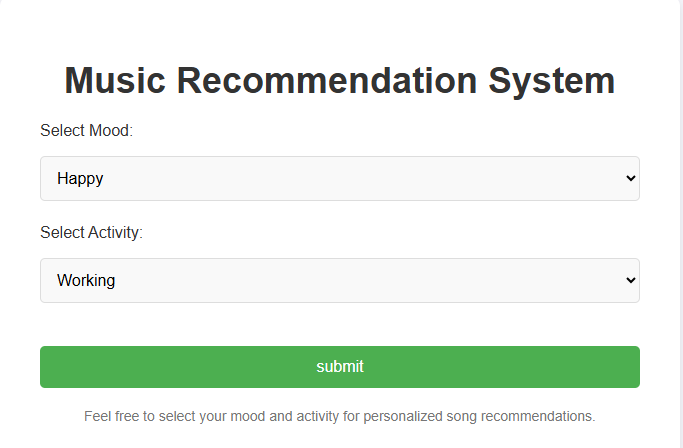 Music Recommendation System
Select Mood:
Happy
Select Activity:
Working
submit
Feel free to select your mood and activity for personalized song recommendations.